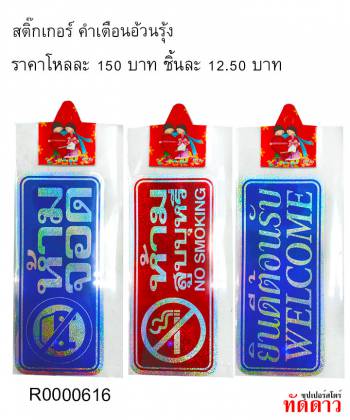 สติ๊กเกอร์ คำเตือนอ้วนรุ้ง
ราคาโหลละ 150 บาท ชิ้นละ 12.50 บาท
ห้าม
จอด
ห้าม
สูบบุหรี่
NO SMOKING
ยินดีต้อนรับ
WELCOME
R0000616
ซุปเปอร์สโตร์
ทัดดาว